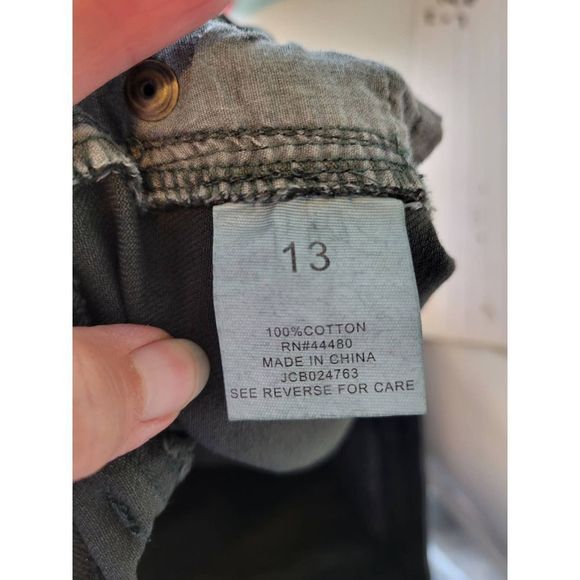 13
100%COTTON
RN#44480
MADE IN CHINA
JCB024763
SEE REVERSE FOR CARE